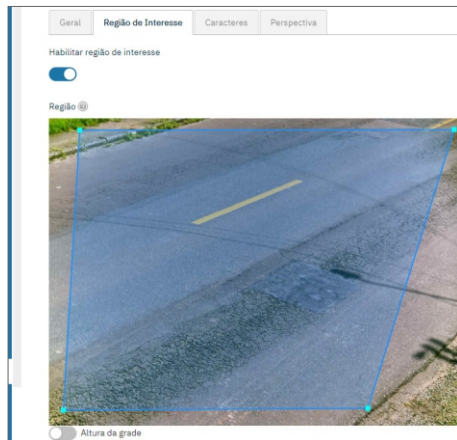 Geral Região de Interesse Caracteres Perspectiva
Habilitar região de interesse
Região
Altura da grade